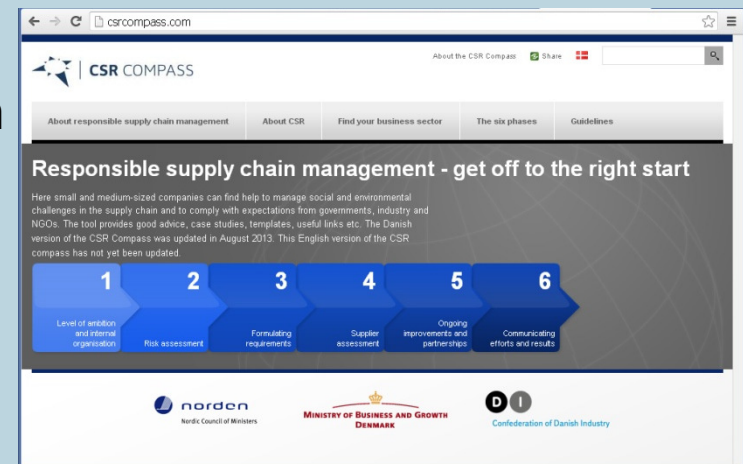 csrcompass.com
CSR COMPASS
About the CSR Compass Share
About responsible supply chain management About CSR Find your business sector The six phases Guidelines
Responsible supply chain management - get off to the right start
Here small and medium-sized companies can find help to manage social and environmental
challenges in the supply chain and to comply with expectations from governments, industry and
NGOs. The tool provides good advice, case studies, templates, useful links etc. The Danish
version of the CSR Compass was updated in August 2013. This English version of the CSR
compass has not yet been updated.
1 2 3 4 5 6
Level of ambition
and internal
organisation
Risk assessment
Formulating
requirements
Supplier
assessment
Ongoing
improvements and
partnerships
Communicating
efforts and results
norden
Nordic Council of Ministers
MINISTRY OF BUSINESS AND GROWTH
DENMARK
DI
Confederation of Danish Industry